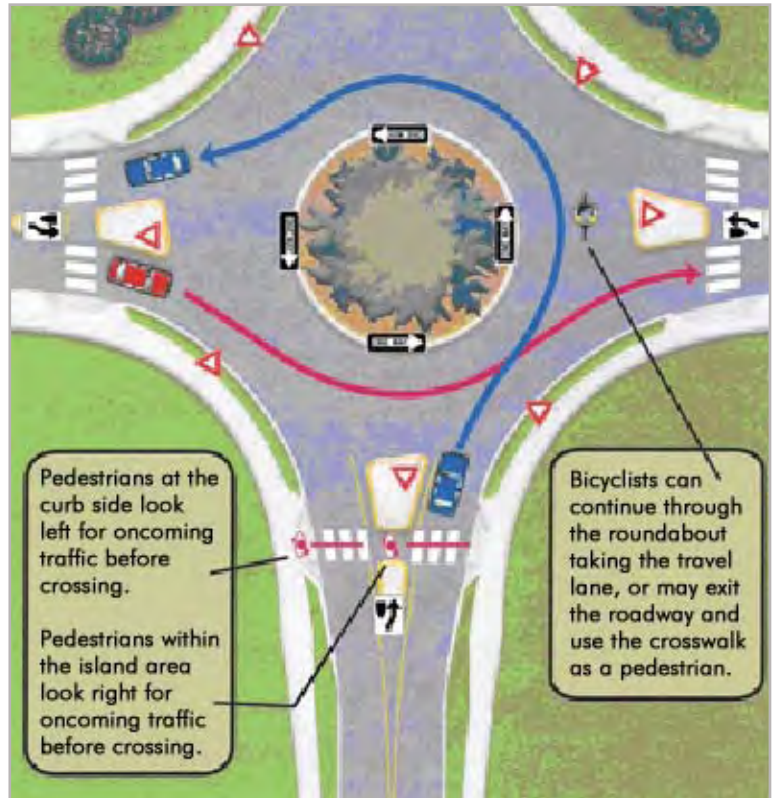 Pedestrians at the
curb side look
left for oncoming
traffic before
crossing.
Pedestrians within
the island area
look right for
oncoming traffic
before crossing.
Bicyclists can
continue through
the roundabout
taking the travel
lane, or may exit
the roadway and
use the crosswalk
as a pedestrian.